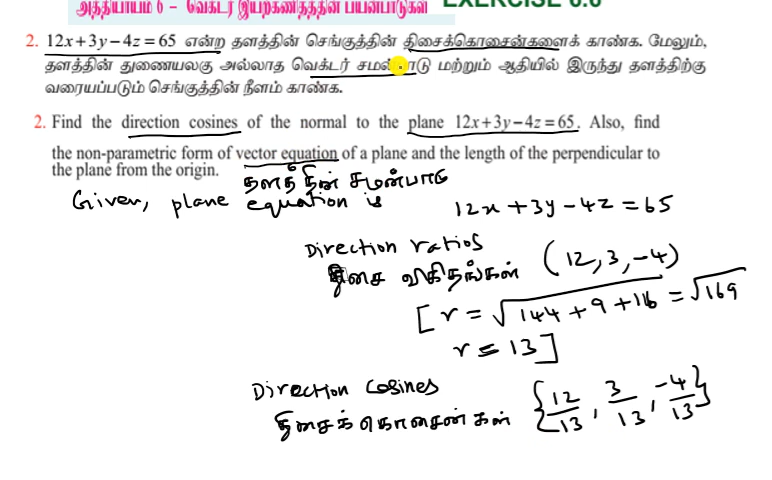 அத்தியாயம் 6 – வெக்டர் இயற்கணிதத்தின் பயன்பாடுகள் EXERCISE 6.6
2. 12x+3y−4z=65 என்ற தளத்தின் செங்குத்தின் திசைக்கொசைன்களைக் காண்க. மேலும்,
தளத்தின் துணையலகு அல்லாத வெக்டர் சமன்பாடு மற்றும் ஆதியில் இருந்து தளத்திற்கு
வரையப்படும் செங்குத்தின் நீளம் காண்க.
2. Find the direction cosines of the normal to the plane 12x+3y−4z=65. Also, find
the non-parametric form of vector equation of a plane and the length of the perpendicular to
the plane from the origin.
தளத்தின் சமன்பாடு
Given, plane equation is 12x+3y−4z=65
Direction ratios
திசை விகிதங்கள் (12,3,−4)
[r=√144+9+16=√169
r=13]
Direction Cosines
திசைக்கொசைன்கள் {12/13, 3/13, −4/13}